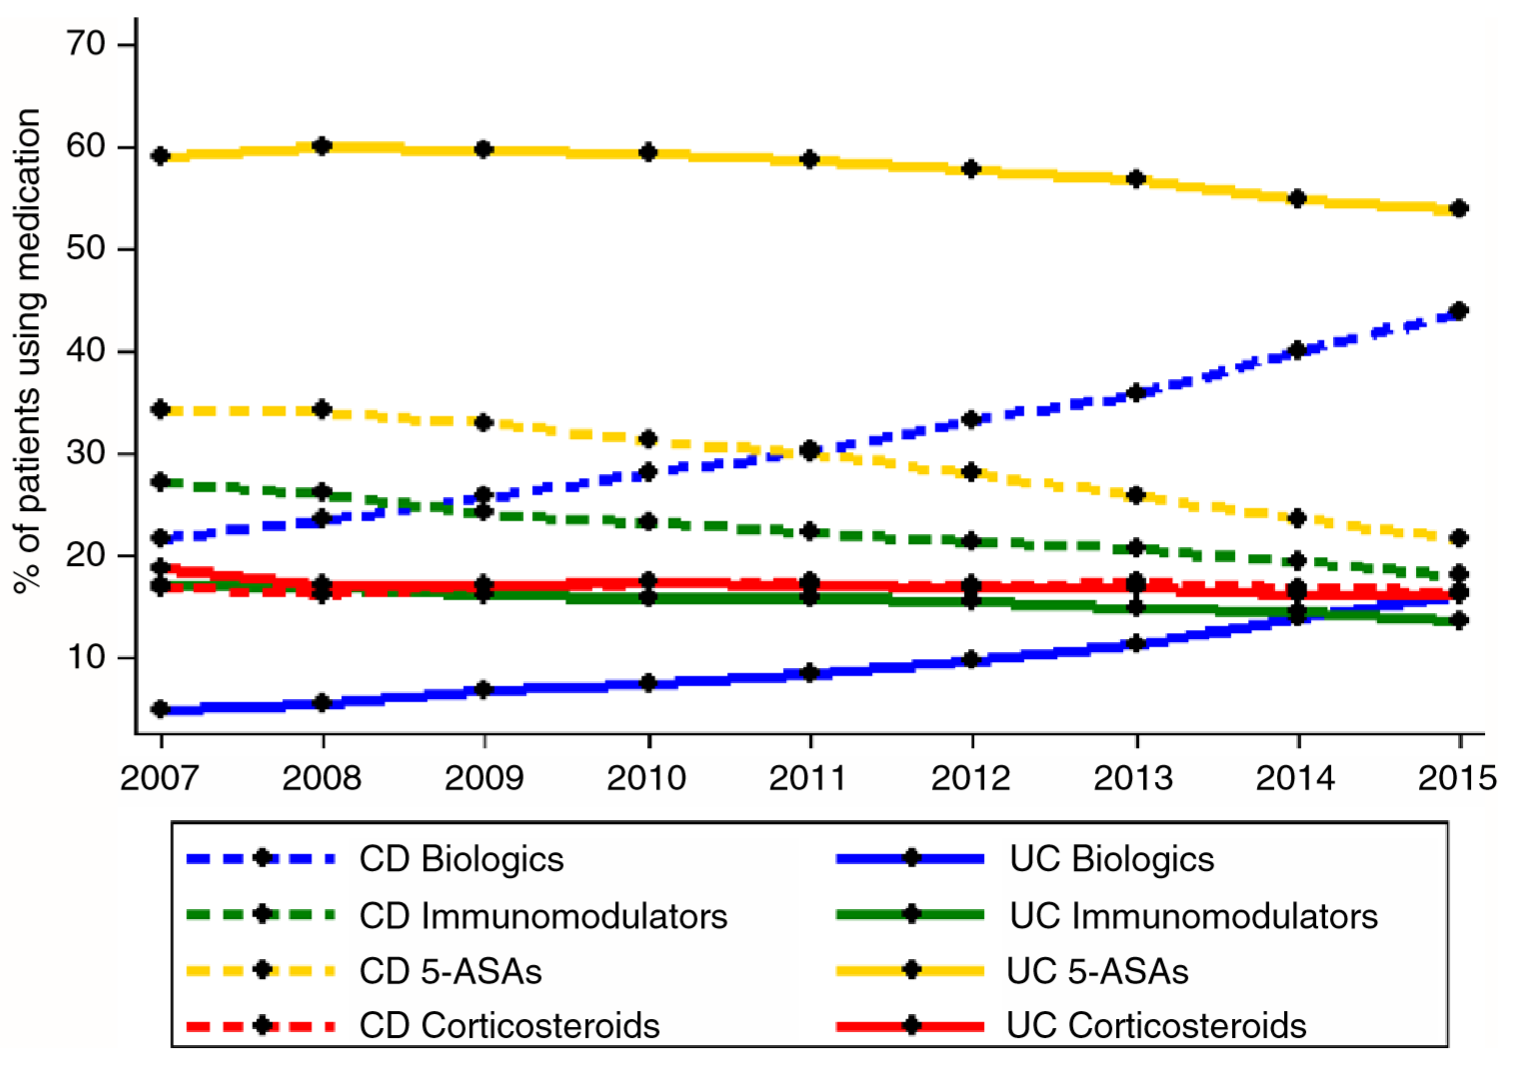 % of patients using medication
70
60
50
40
30
20
10
2007 2008 2009 2010 2011 2012 2013 2014 2015
CD Biologics UC Biologics
CD Immunomodulators UC Immunomodulators
CD 5-ASAs UC 5-ASAs
CD Corticosteroids UC Corticosteroids